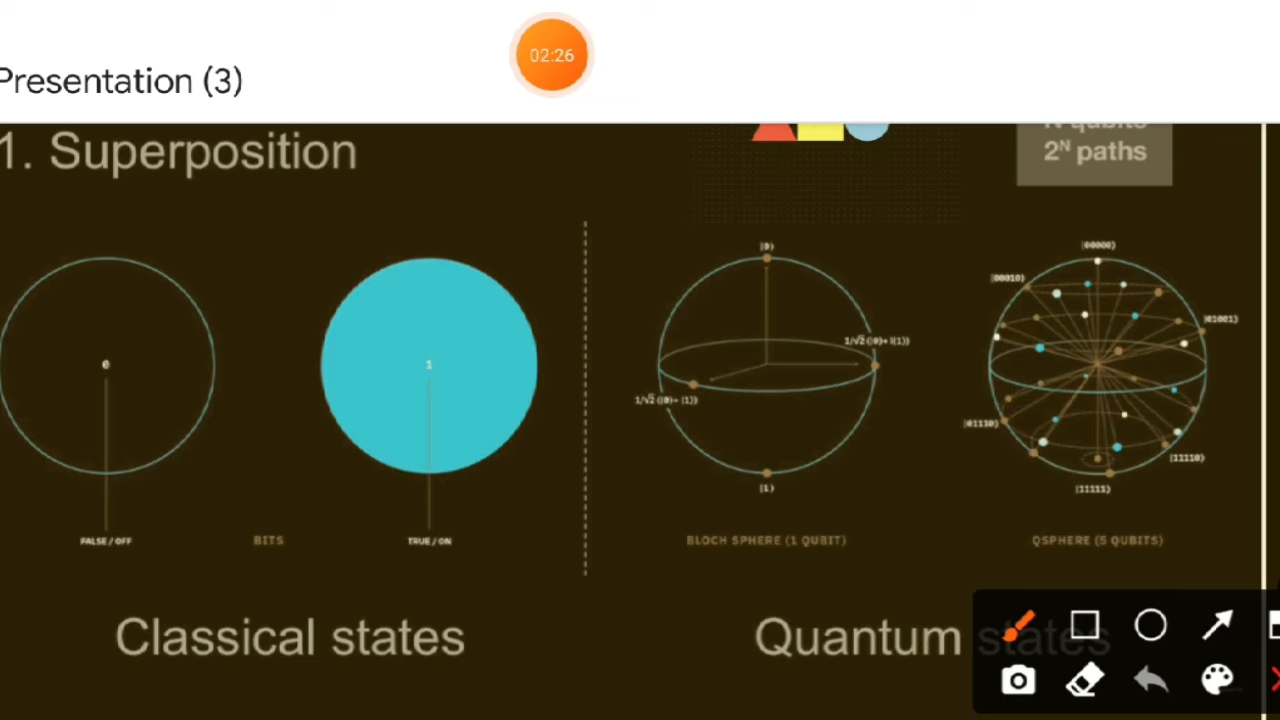 02:26
Presentation (3)
1. Superposition
N qubits
2ᴺ paths
0
1
FALSE / OFF
BITS
TRUE / ON
|0⟩
1/√2 (|0⟩+ i|1⟩)
1/√2 (|0⟩+ |1⟩)
|1⟩
BLOCH SPHERE (1 QUBIT)
|00000⟩
|00010⟩
|01001⟩
|01110⟩
|11110⟩
|11111⟩
QSPHERE (5 QUBITS)
Classical states
Quantum states